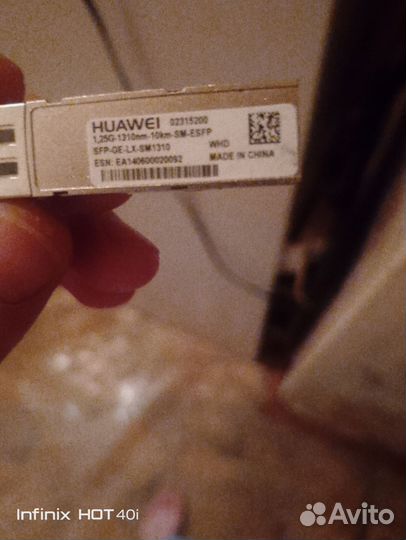 HUAWEI 02315200
1,25G-1310nm-10km-SM-ESFP
SFP-GE-LX-SM1310 WHD
ESN: EA140600020092 MADE IN CHINA
Infinix HOT 40i
Avito